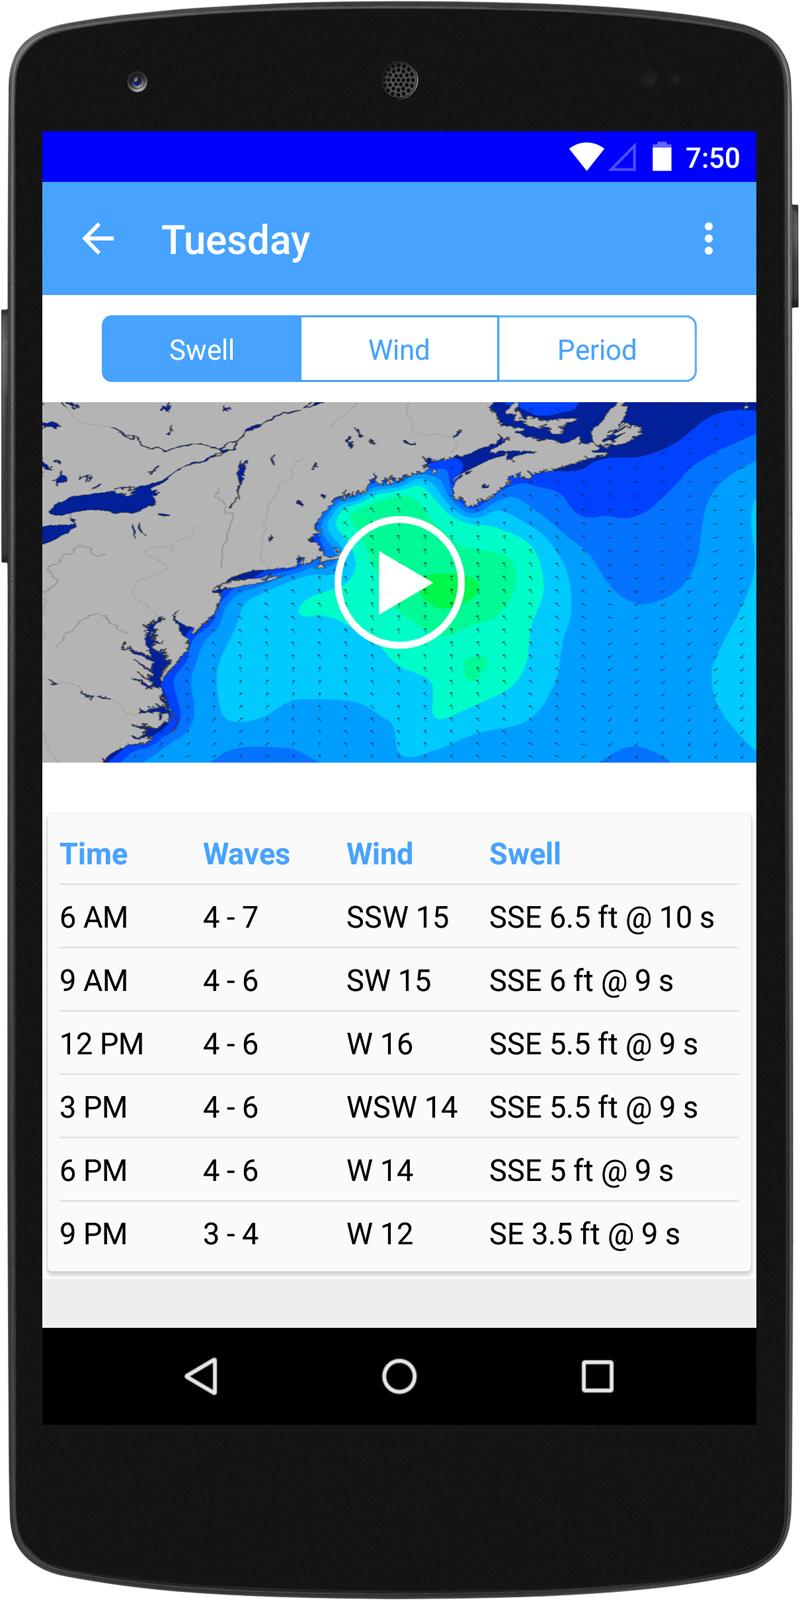 7:50
Tuesday
Swell Wind Period
Time Waves Wind Swell
6 AM 4 - 7 SSW 15 SSE 6.5 ft @ 10 s
9 AM 4 - 6 SW 15 SSE 6 ft @ 9 s
12 PM 4 - 6 W 16 SSE 5.5 ft @ 9 s
3 PM 4 - 6 WSW 14 SSE 5.5 ft @ 9 s
6 PM 4 - 6 W 14 SSE 5 ft @ 9 s
9 PM 3 - 4 W 12 SE 3.5 ft @ 9 s